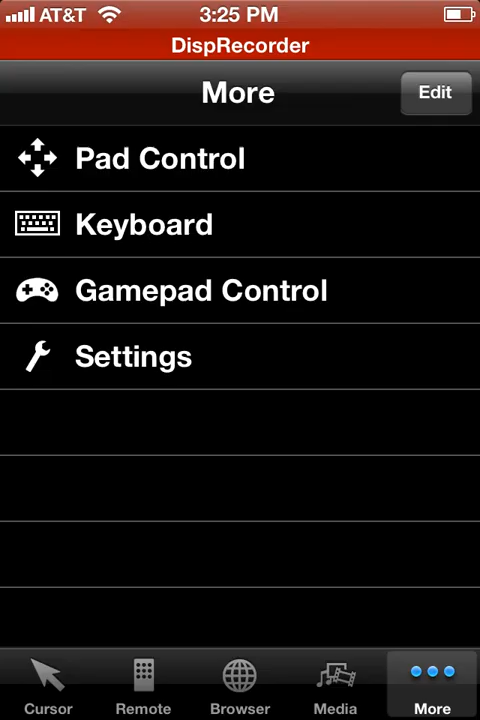 AT&T 3:25 PM
DispRecorder
More Edit
Pad Control
Keyboard
Gamepad Control
Settings
Cursor Remote Browser Media More